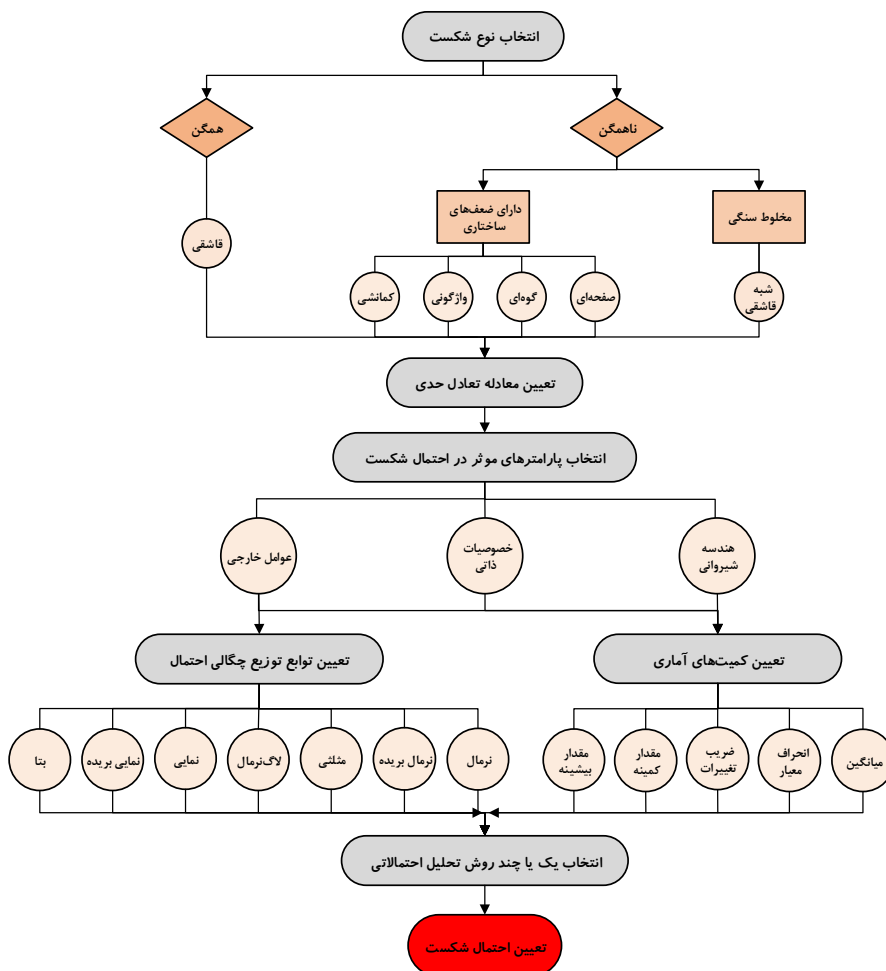 انتخاب نوع شکست
ناهمگن
همگن
مخلوط سنگی
دارای ضعف‌های
ساختاری
قاشقی
شبه
قاشقی
صفحه‌ای
گوه‌ای
واژگونی
کمانشی
تعیین معادله تعادل حدی
انتخاب پارامترهای موثر در احتمال شکست
هندسه
شیروانی
خصوصیات
ذاتی
عوامل خارجی
تعیین کمیت‌های آماری
تعیین توابع توزیع چگالی احتمال
میانگین
انحراف
معیار
ضریب
تغییرات
مقدار
کمینه
مقدار
بیشینه
نرمال
نرمال بریده
مثلثی
لاگ‌نرمال
نمایی
نمایی بریده
بتا
انتخاب یک یا چند روش تحلیل احتمالاتی
تعیین احتمال شکست